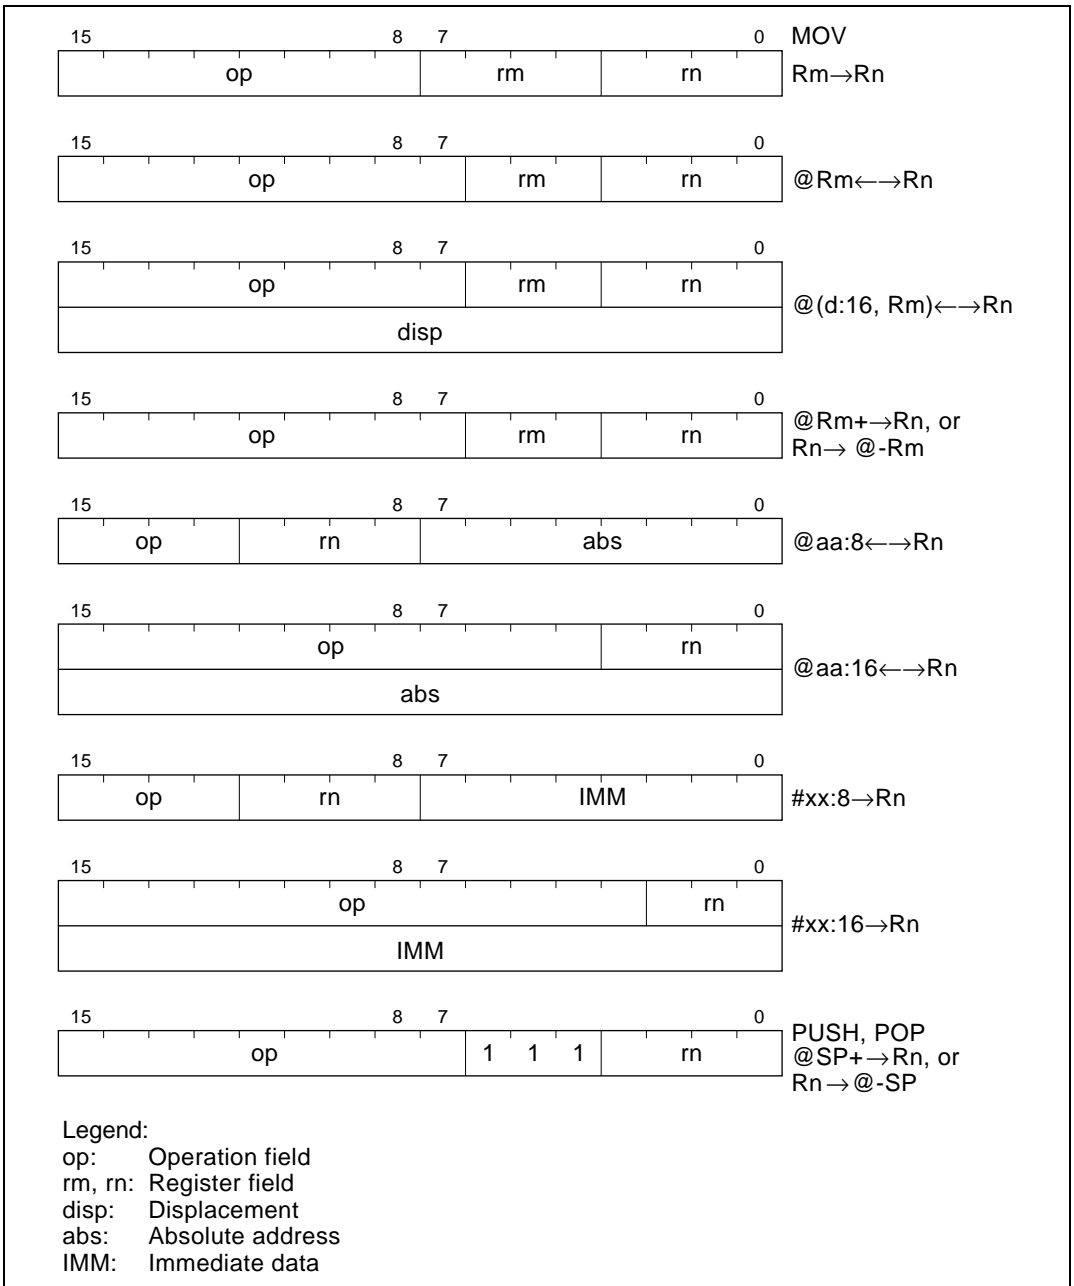 15 8 7 0 MOV
op rm rn Rm→Rn
15 8 7 0
op rm rn @Rm←→Rn
15 8 7 0
op rm rn
@(d:16, Rm)←→Rn
disp
15 8 7 0
@Rm+→Rn, or
op rm rn
Rn→ @-Rm
15 8 7 0
op rn abs @aa:8←→Rn
15 8 7 0
op rn
@aa:16←→Rn
abs
15 8 7 0
op rn IMM #xx:8→Rn
15 8 7 0
op rn
#xx:16→Rn
IMM
15 8 7 0
PUSH, POP
op 1 1 1 rn @SP+→Rn, or
Rn→@-SP
Legend:
op: Operation field
rm, rn: Register field
disp: Displacement
abs: Absolute address
IMM: Immediate data